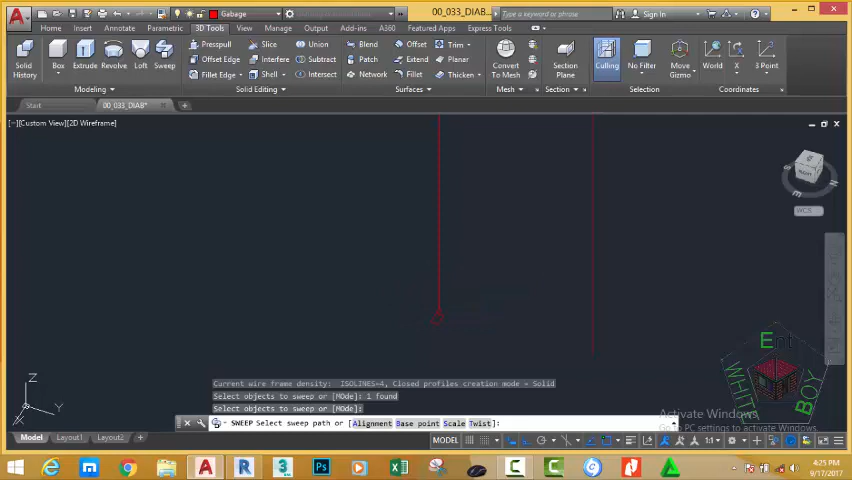 Gabage
00_033_DIAB...
Type a keyword or phrase
Sign In
Home Insert Annotate Parametric 3D Tools View Manage Output Add-ins A360 Featured Apps Express Tools
Solid History Box Extrude Revolve Loft Sweep
Presspull
Offset Edge
Fillet Edge
Slice
Interfere
Shell
Union
Subtract
Intersect
Blend
Patch
Network
Offset
Extend
Fillet
Trim
Planar
Thicken
Convert To Mesh
Section Plane
Culling No Filter Move Gizmo World X 3 Point
Modeling Solid Editing Surfaces Mesh Section Selection Coordinates
Start 00_033_DIAB*
[−][Custom View][2D Wireframe]
WCS
Z
Y
X
Ent
WHITE BOY
Current wire frame density: ISOLINES=4, Closed profiles creation mode = Solid
Select objects to sweep or [MOde]: 1 found
Select objects to sweep or [MOde]:
SWEEP Select sweep path or [Alignment Base point Scale Twist]:
Activate Windows
Go to PC settings to activate Windows.
Model Layout1 Layout2 +
MODEL 1:1
4:25 PM
9/17/2017